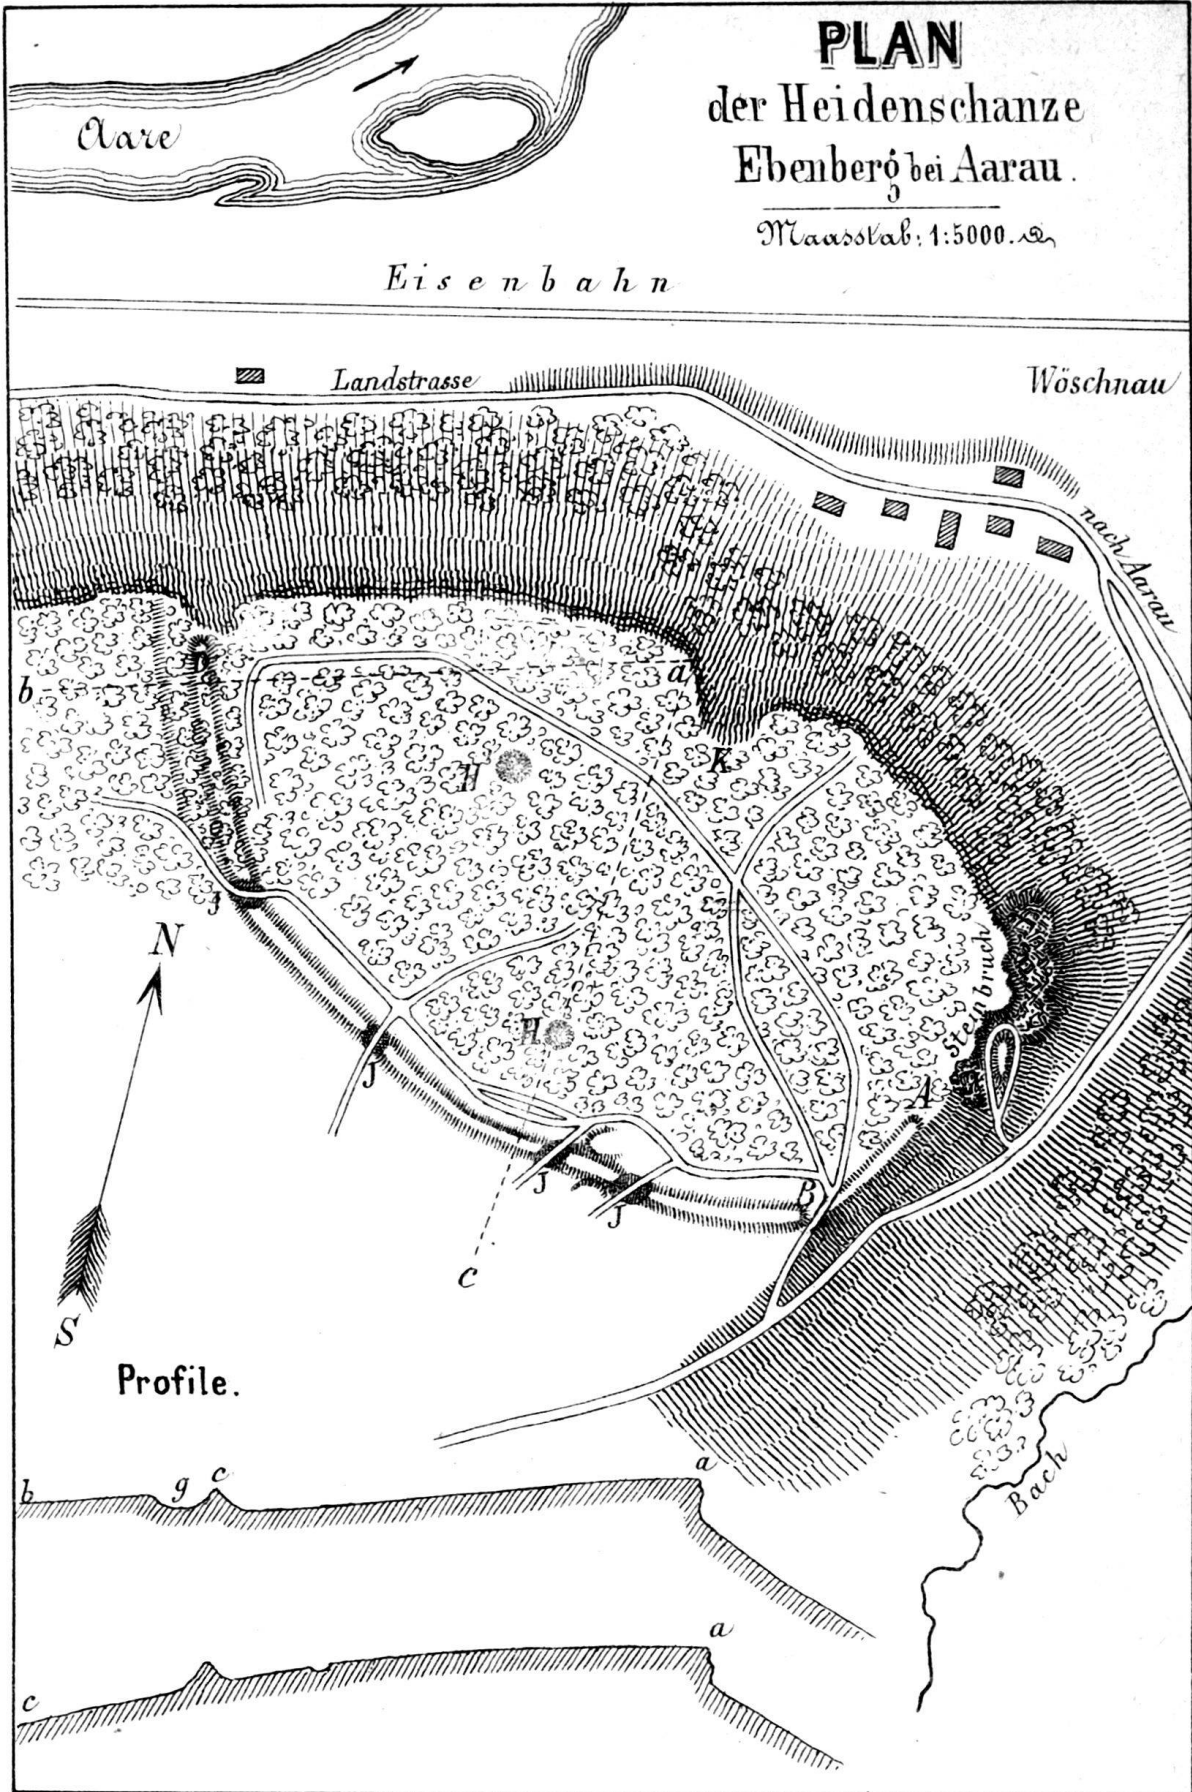 PLAN
der Heidenschanze
Ebenberg bei Aarau.
Maasstab: 1:5000.
Aare
Eisenbahn
Landstrasse
Wöschnau
nach Aarau
b
D
a
K
H
J
N
Steinbruch
H
J
A
J
B
J
c
S
Profile.
b
g
c
a
Bach
a
c